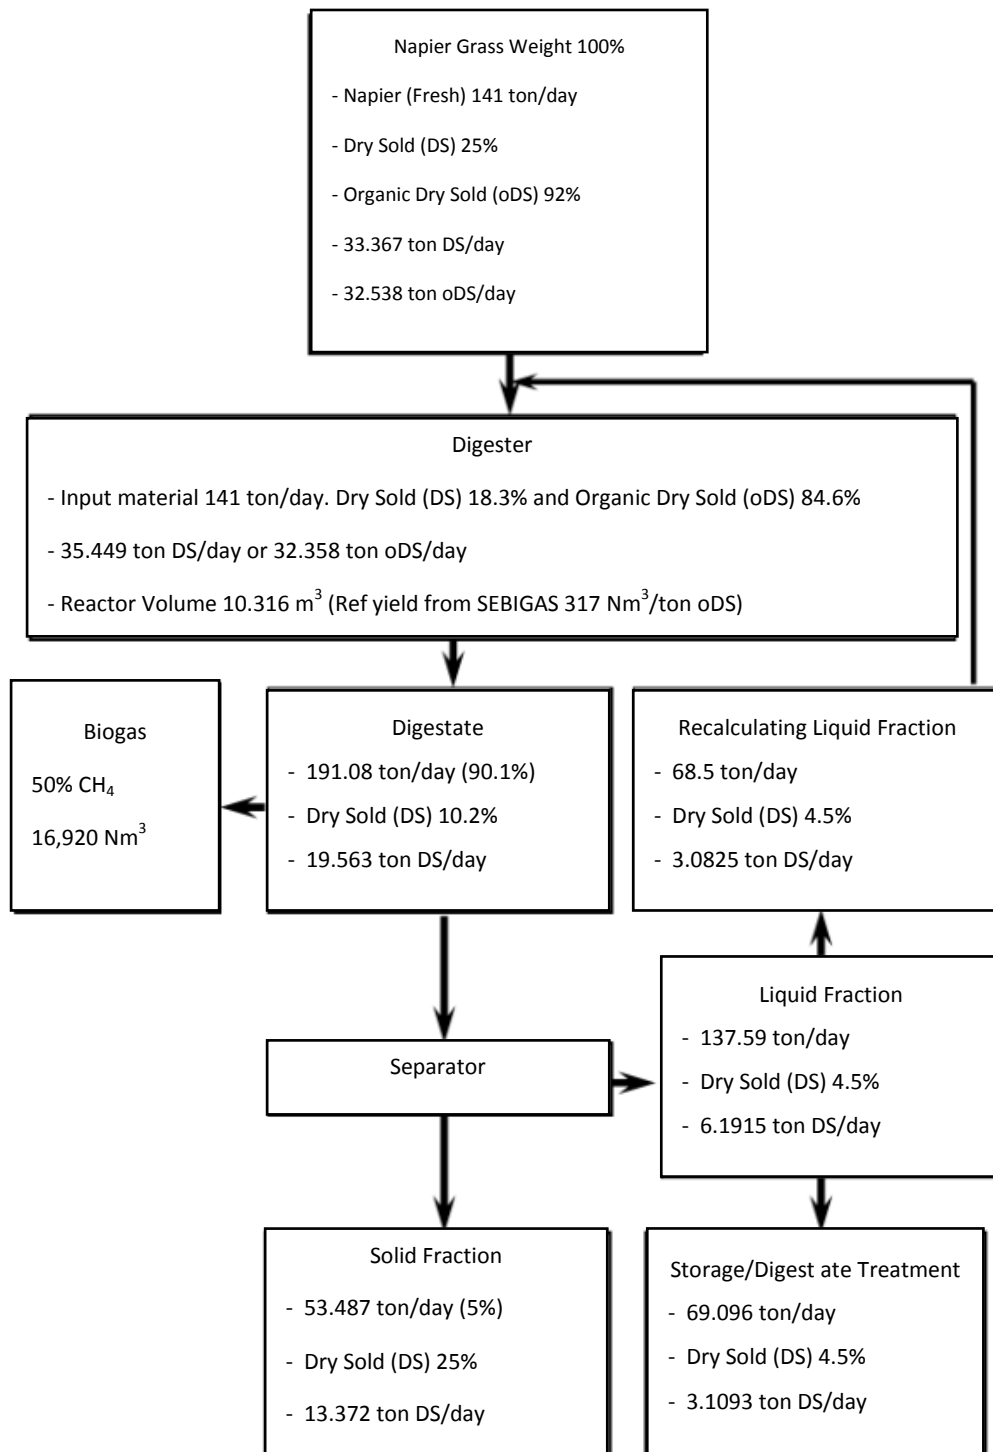 Napier Grass Weight 100%
- Napier (Fresh) 141 ton/day
- Dry Sold (DS) 25%
- Organic Dry Sold (oDS) 92%
- 33.367 ton DS/day
- 32.538 ton oDS/day
Digester
- Input material 141 ton/day. Dry Sold (DS) 18.3% and Organic Dry Sold (oDS) 84.6%
- 35.449 ton DS/day or 32.358 ton oDS/day
- Reactor Volume 10.316 m³ (Ref yield from SEBIGAS 317 Nm³/ton oDS)
Biogas
50% CH₄
16,920 Nm³
Digestate
- 191.08 ton/day (90.1%)
- Dry Sold (DS) 10.2%
- 19.563 ton DS/day
Recalculating Liquid Fraction
- 68.5 ton/day
- Dry Sold (DS) 4.5%
- 3.0825 ton DS/day
Liquid Fraction
- 137.59 ton/day
- Dry Sold (DS) 4.5%
- 6.1915 ton DS/day
Separator
Solid Fraction
- 53.487 ton/day (5%)
- Dry Sold (DS) 25%
- 13.372 ton DS/day
Storage/Digest ate Treatment
- 69.096 ton/day
- Dry Sold (DS) 4.5%
- 3.1093 ton DS/day